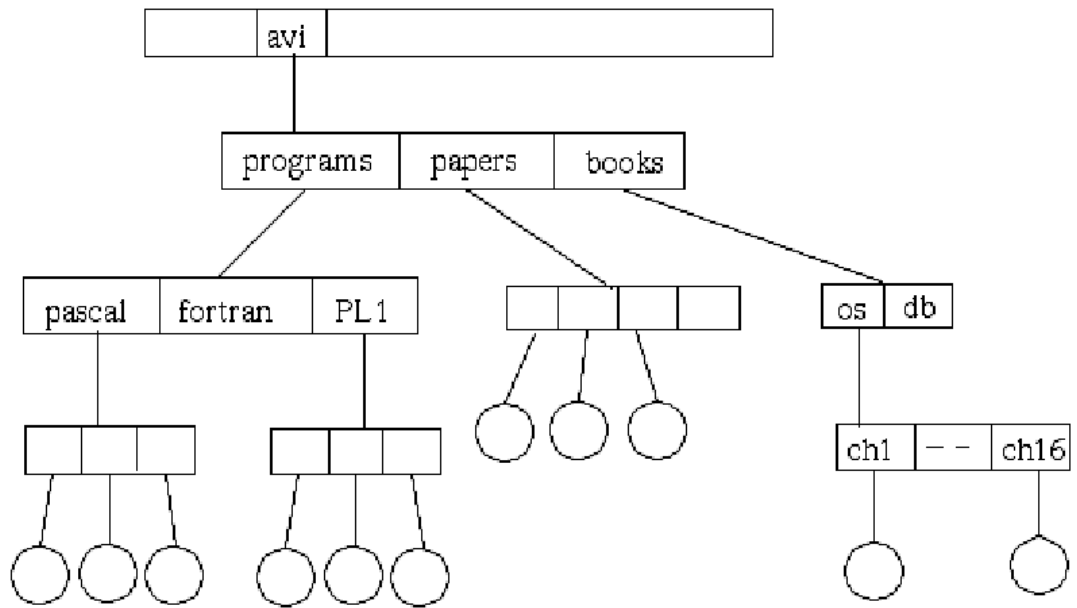 avi
programs papers books
pascal fortran PL1
os db
ch1 -- ch16